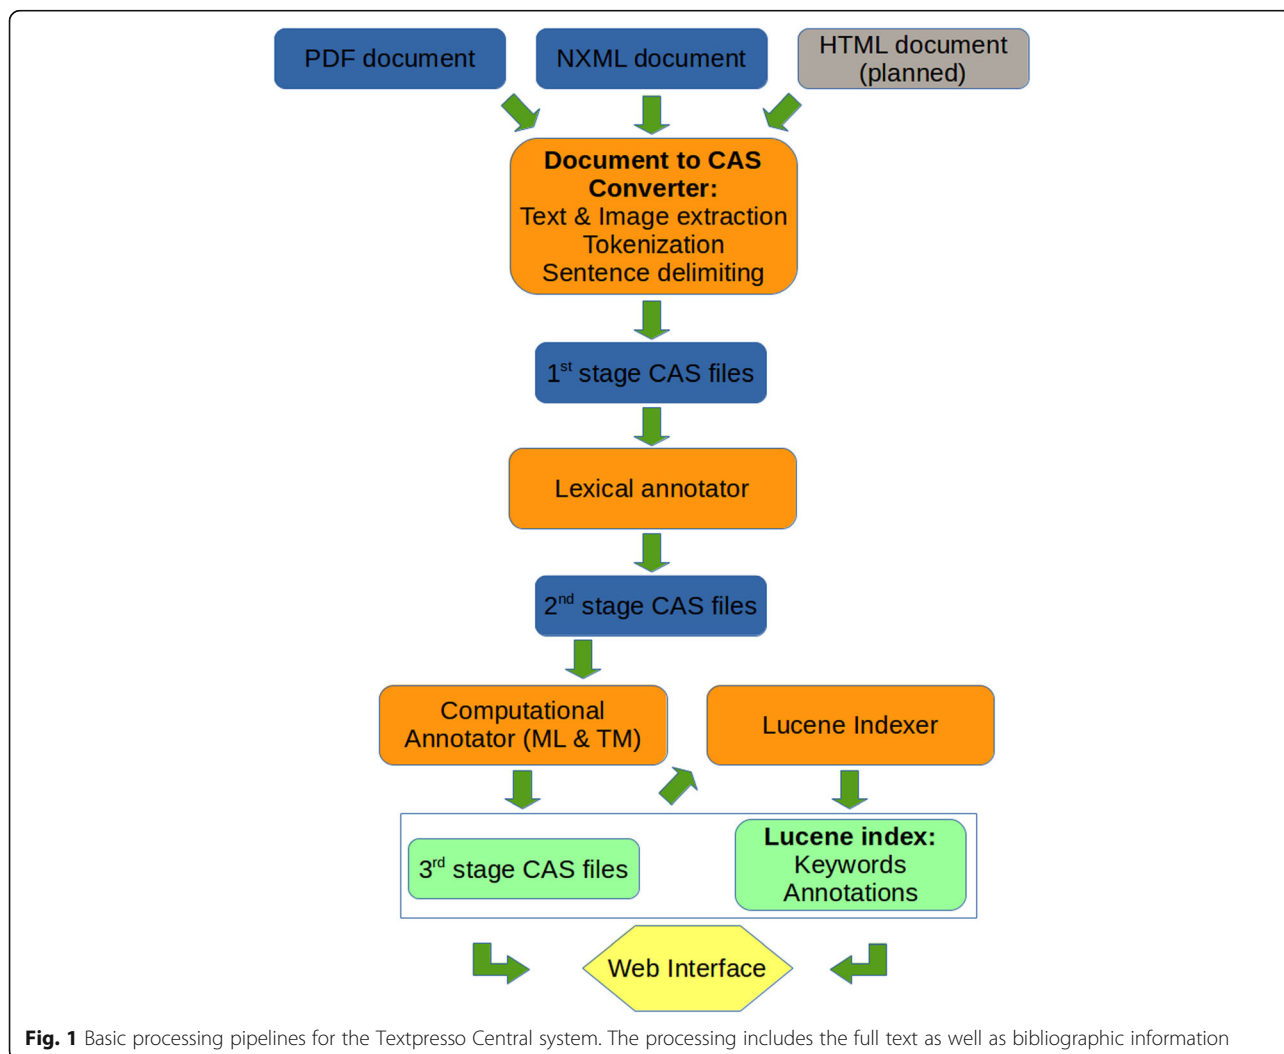 PDF document
NXML document
HTML document
(planned)
Document to CAS
Converter:
Text & Image extraction
Tokenization
Sentence delimiting
1st stage CAS files
Lexical annotator
2nd stage CAS files
Computational
Annotator (ML & TM)
Lucene Indexer
3rd stage CAS files
Lucene index:
Keywords
Annotations
Web Interface
Fig. 1 Basic processing pipelines for the Textpresso Central system. The processing includes the full text as well as bibliographic information